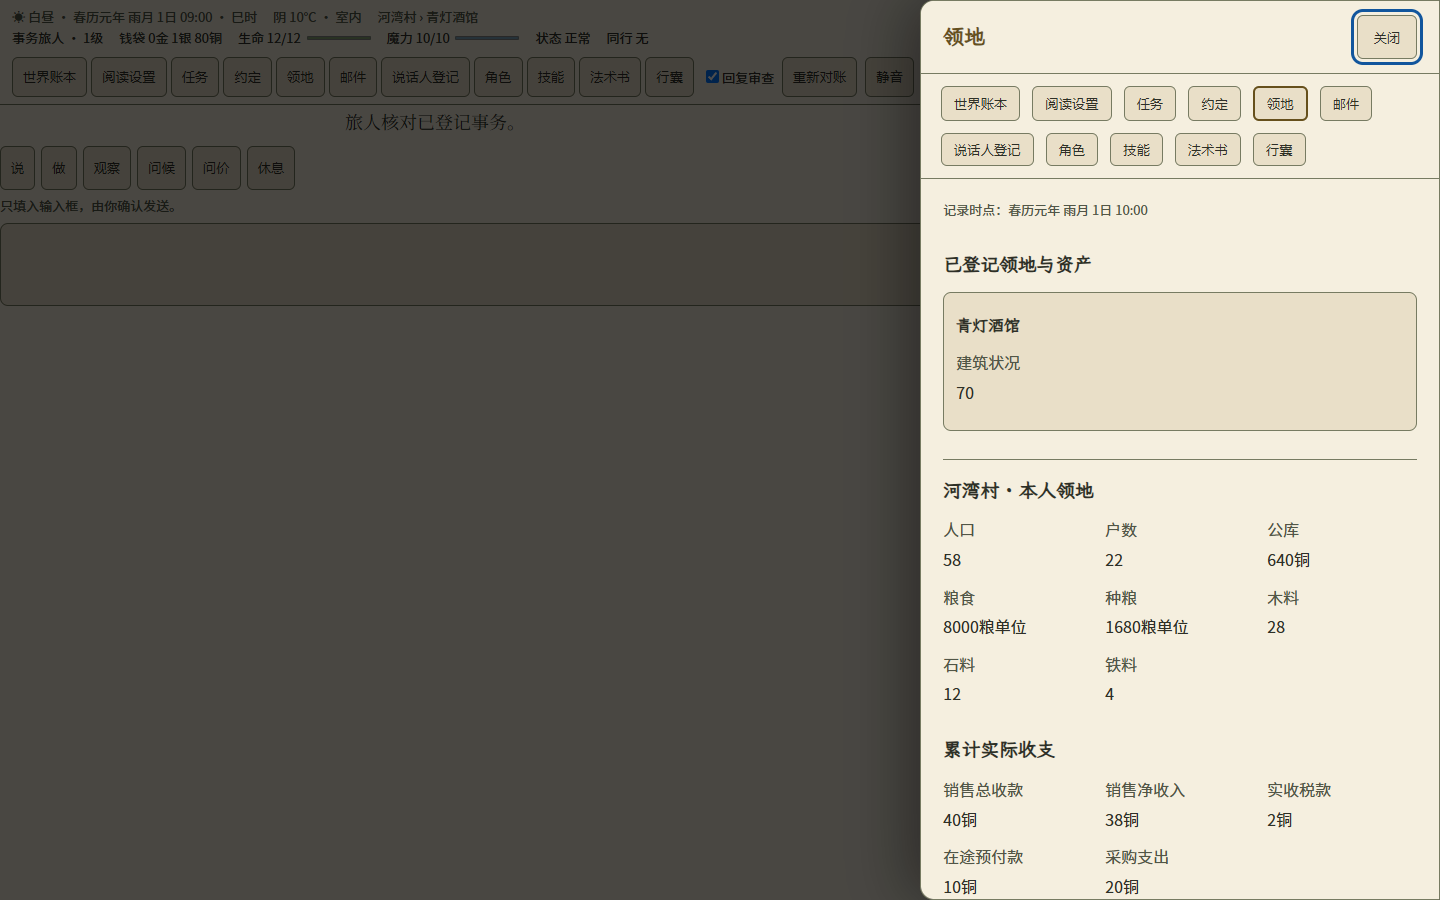 ☀ 白昼 · 春历元年 雨月 1日 09:00 · 巳时 阴 10℃ · 室内 河湾村 › 青灯酒馆
事务旅人 · 1级 钱袋 0金 1银 80铜 生命 12/12 魔力 10/10 状态 正常 同行 无
世界账本 阅读设置 任务 约定 领地 邮件 说话人登记 角色 技能 法术书 行囊 回复审查 重新对账 静音
旅人核对已登记事务。
说 做 观察 问候 问价 休息
只填入输入框，由你确认发送。
领地 关闭
世界账本 阅读设置 任务 约定 领地 邮件
说话人登记 角色 技能 法术书 行囊
记录时点：春历元年 雨月 1日 10:00
已登记领地与资产
青灯酒馆
建筑状况
70
河湾村 · 本人领地
人口 户数 公库
58 22 640铜
粮食 种粮 木料
8000粮单位 1680粮单位 28
石料 铁料
12 4
累计实际收支
销售总收款 销售净收入 实收税款
40铜 38铜 2铜
在途预付款 采购支出
10铜 20铜